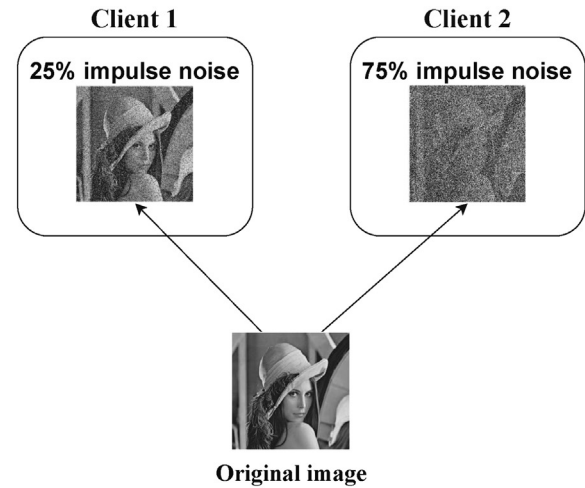 Client 1
Client 2
25% impulse noise
75% impulse noise
Original image